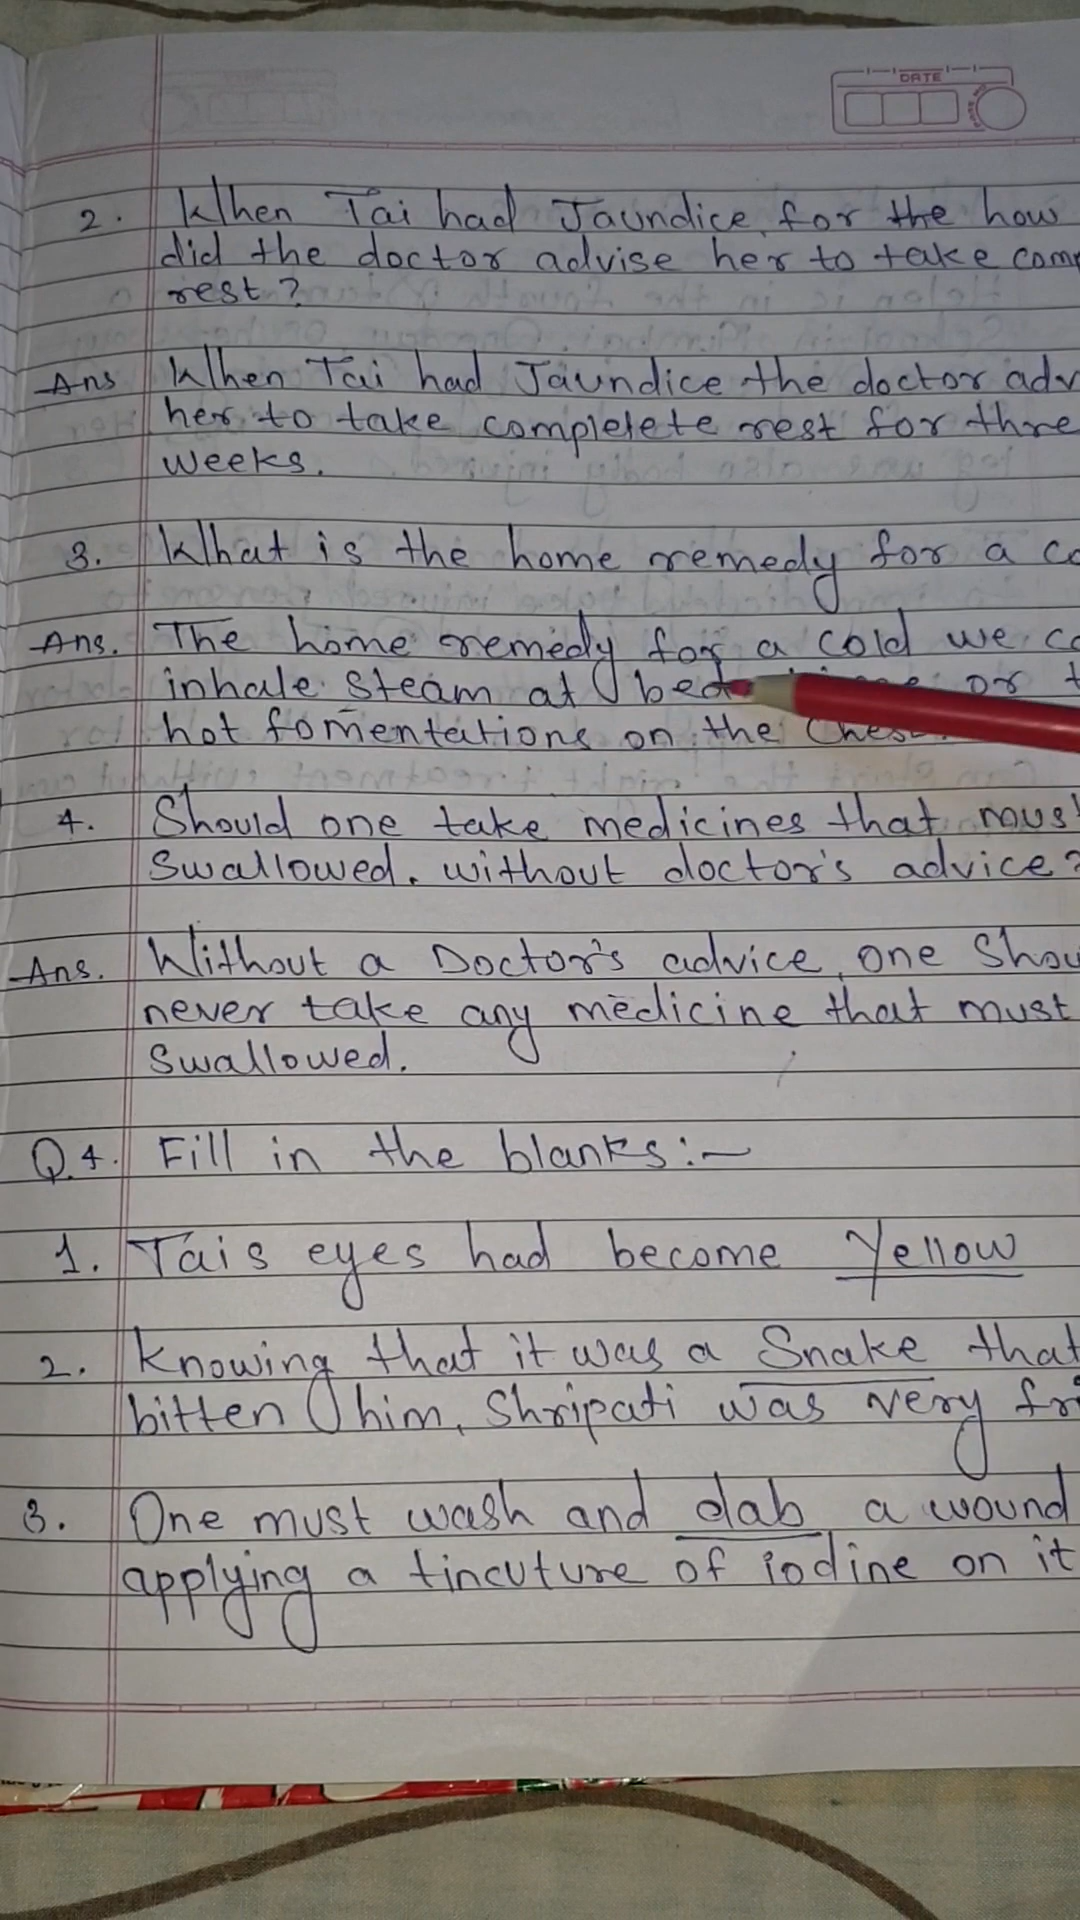 DATE
2. When Tai had Jaundice for the how
did the doctor advise her to take com
rest?
Ans When Tai had Jaundice the doctor adv
her to take completete rest for thre
weeks.
3. What is the home remedy for a co
Ans. The home remedy for a cold we ca
inhale steam at bed or t
hot fomentations on the Ches
4. Should one take medicines that must
Swallowed. without doctor's advice?
Ans. Without a Doctor's advice, one Shou
never take any medicine that must
Swallowed.
Q.4. Fill in the blanks:-
1. Tais eyes had become Yellow
2. Knowing that it was a Snake that
bitten him, Shripati was very fri
3. One must wash and dab a wound
applying a tincuture of iodine on it